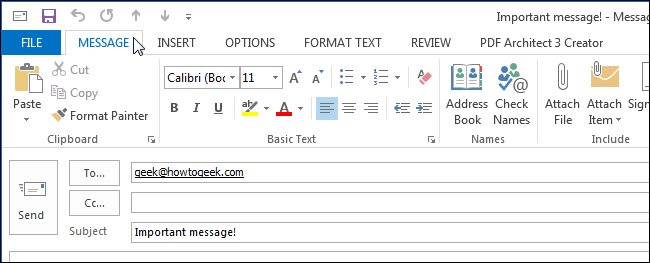 Important message! - Messa
FILE MESSAGE INSERT OPTIONS FORMAT TEXT REVIEW PDF Architect 3 Creator
Cut
Copy
Format Painter
Paste
Clipboard
Calibri (Boc 11 A A
B I U ab A
Basic Text
Address Book
Check Names
Names
Attach File
Attach Item
Sign
Include
Send
To... geek@howtogeek.com
Cc...
Subject Important message!